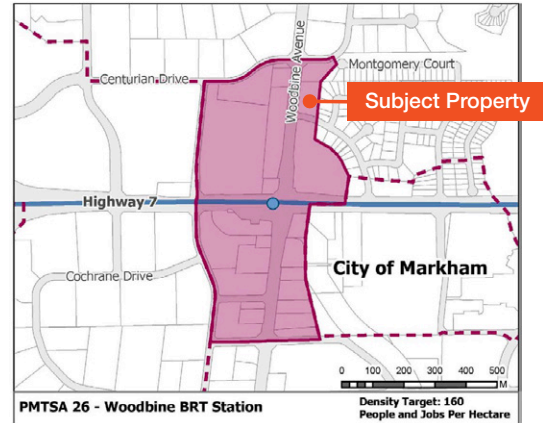 Centurian Drive
Woodbine Avenue
Montgomery Court
Subject Property
Highway 7
City of Markham
Cochrane Drive
0 100 200 300 400 500
M
PMTSA 26 - Woodbine BRT Station
Density Target: 160
People and Jobs Per Hectare